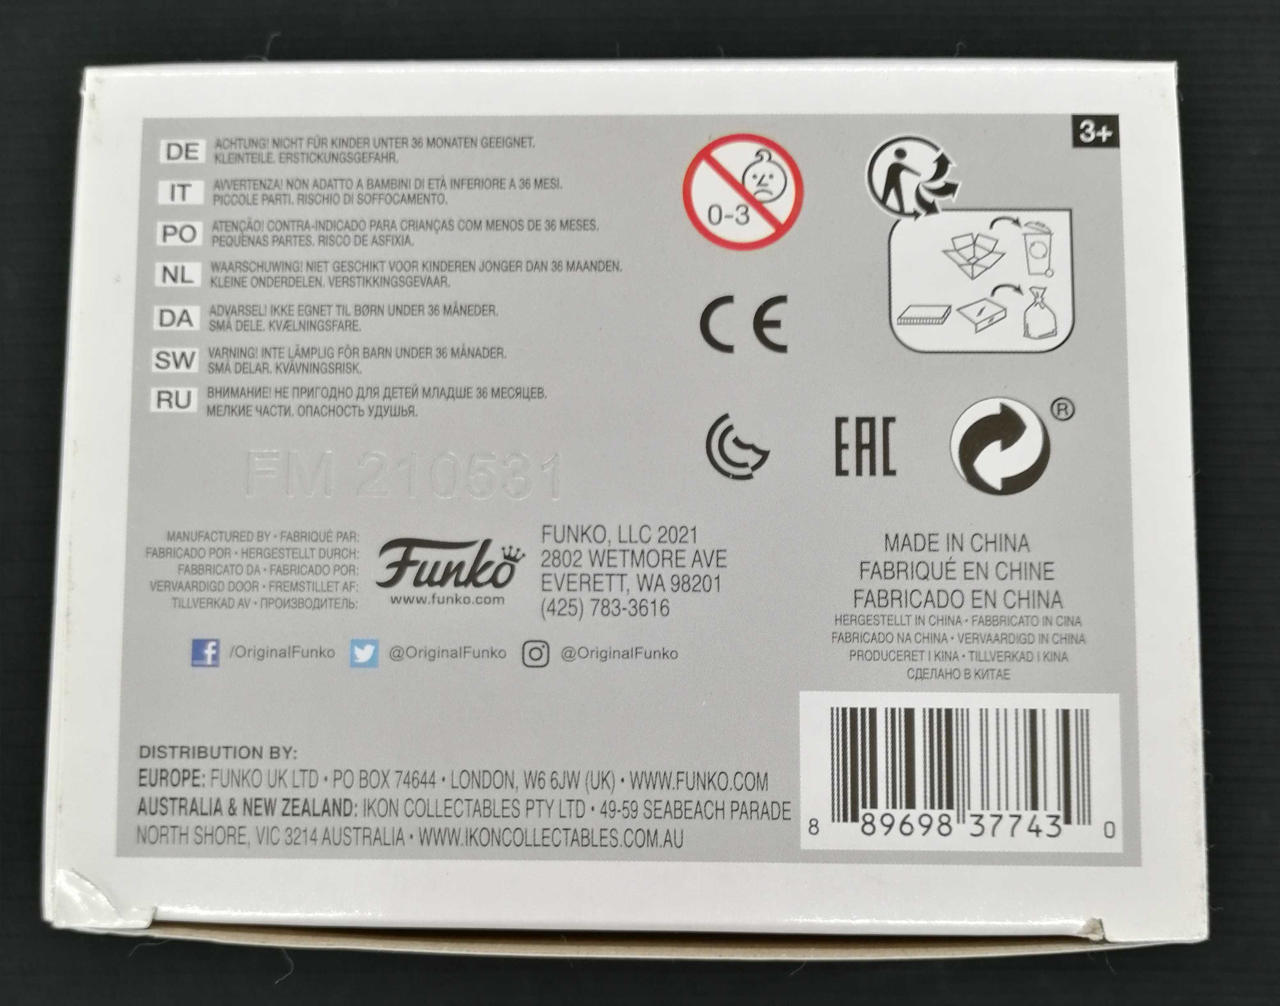 3+
DE
ACHTUNG! NICHT FÜR KINDER UNTER 36 MONATEN GEEIGNET.
KLEINTEILE. ERSTICKUNGSGEFAHR.
IT
AVVERTENZA! NON ADATTO A BAMBINI DI ETÀ INFERIORE A 36 MESI.
PICCOLE PARTI. RISCHIO DI SOFFOCAMENTO.
PO
ATENÇÃO! CONTRA-INDICADO PARA CRIANÇAS COM MENOS DE 36 MESES.
PEQUENAS PARTES. RISCO DE ASFIXIA.
NL
WAARSCHUWING! NIET GESCHIKT VOOR KINDEREN JONGER DAN 36 MAANDEN.
KLEINE ONDERDELEN. VERSTIKKINGSGEVAAR.
DA
ADVARSEL! IKKE EGNET TIL BØRN UNDER 36 MÅNEDER.
SMÅ DELE. KVÆLNINGSFARE.
SW
VARNING! INTE LÄMPLIG FÖR BARN UNDER 36 MÅNADER.
SMÅ DELAR. KVÄVNINGSRISK.
RU
ВНИМАНИЕ! НЕ ПРИГОДНО ДЛЯ ДЕТЕЙ МЛАДШЕ 36 МЕСЯЦЕВ.
МЕЛКИЕ ЧАСТИ. ОПАСНОСТЬ УДУШЬЯ.
0-3
CE
EAC
®
FM 210531
MANUFACTURED BY • FABRIQUÉ PAR:
FABRICADO POR • HERGESTELLT DURCH:
FABBRICATO DA • FABRICADO POR:
VERVAARDIGD DOOR • FREMSTILLET AF:
TILLVERKAD AV • ПРОИЗВОДИТЕЛЬ:
Funko
www.funko.com
FUNKO, LLC 2021
2802 WETMORE AVE
EVERETT, WA 98201
(425) 783-3616
f /OriginalFunko @OriginalFunko @OriginalFunko
MADE IN CHINA
FABRIQUÉ EN CHINE
FABRICADO EN CHINA
HERGESTELLT IN CHINA • FABBRICATO IN CINA
FABRICADO NA CHINA • VERVAARDIGD IN CHINA
PRODUCERET I KINA • TILLVERKAD I KINA
СДЕЛАНО В КИТАЕ
DISTRIBUTION BY:
EUROPE: FUNKO UK LTD • PO BOX 74644 • LONDON, W6 6JW (UK) • WWW.FUNKO.COM
AUSTRALIA & NEW ZEALAND: IKON COLLECTABLES PTY LTD • 49-59 SEABEACH PARADE
NORTH SHORE, VIC 3214 AUSTRALIA • WWW.IKONCOLLECTABLES.COM.AU
8 89698 37743 0